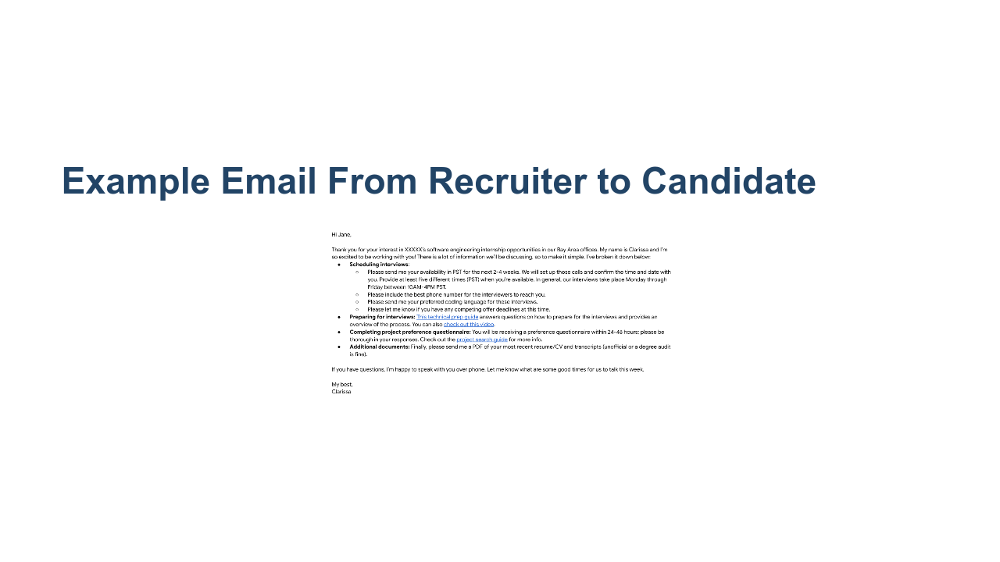 Example Email From Recruiter to Candidate
Hi Jane,
Thank you for your interest in XXXXX's software engineering internship opportunities in our Bay Area offices. My name is Clarissa and I'm
so excited to be working with you! There is a lot of information we'll be discussing, so to make it simple, I've broken it down below:
● Scheduling interviews:
○ Please send me your availability in PST for the next 2-4 weeks. We will set up those calls and confirm the time and date with
you. Provide at least five different times (PST) when you're available. In general, our interviews take place Monday through
Friday between 10AM-4PM PST.
○ Please include the best phone number for the interviewers to reach you.
○ Please send me your preferred coding language for these interviews.
○ Please let me know if you have any competing offer deadlines at this time.
● Preparing for interviews: This technical prep guide answers questions on how to prepare for the interviews and provides an
overview of the process. You can also check out this video.
● Completing project preference questionnaire: You will be receiving a preference questionnaire within 24-48 hours; please be
thorough in your responses. Check out the project search guide for more info.
● Additional documents: Finally, please send me a PDF of your most recent resume/CV and transcripts (unofficial or a degree audit
is fine).
If you have questions, I'm happy to speak with you over phone. Let me know what are some good times for us to talk this week.
My best,
Clarissa